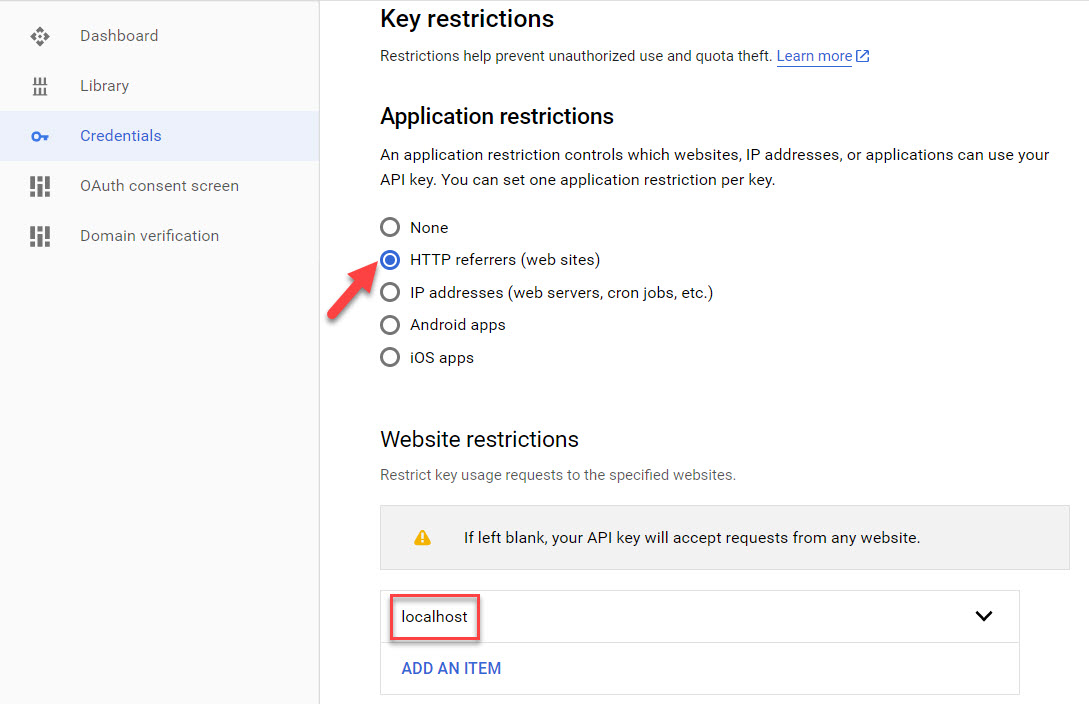 Dashboard
Library
Credentials
OAuth consent screen
Domain verification
Key restrictions
Restrictions help prevent unauthorized use and quota theft. Learn more
Application restrictions
An application restriction controls which websites, IP addresses, or applications can use your
API key. You can set one application restriction per key.
None
HTTP referrers (web sites)
IP addresses (web servers, cron jobs, etc.)
Android apps
iOS apps
Website restrictions
Restrict key usage requests to the specified websites.
If left blank, your API key will accept requests from any website.
localhost
ADD AN ITEM